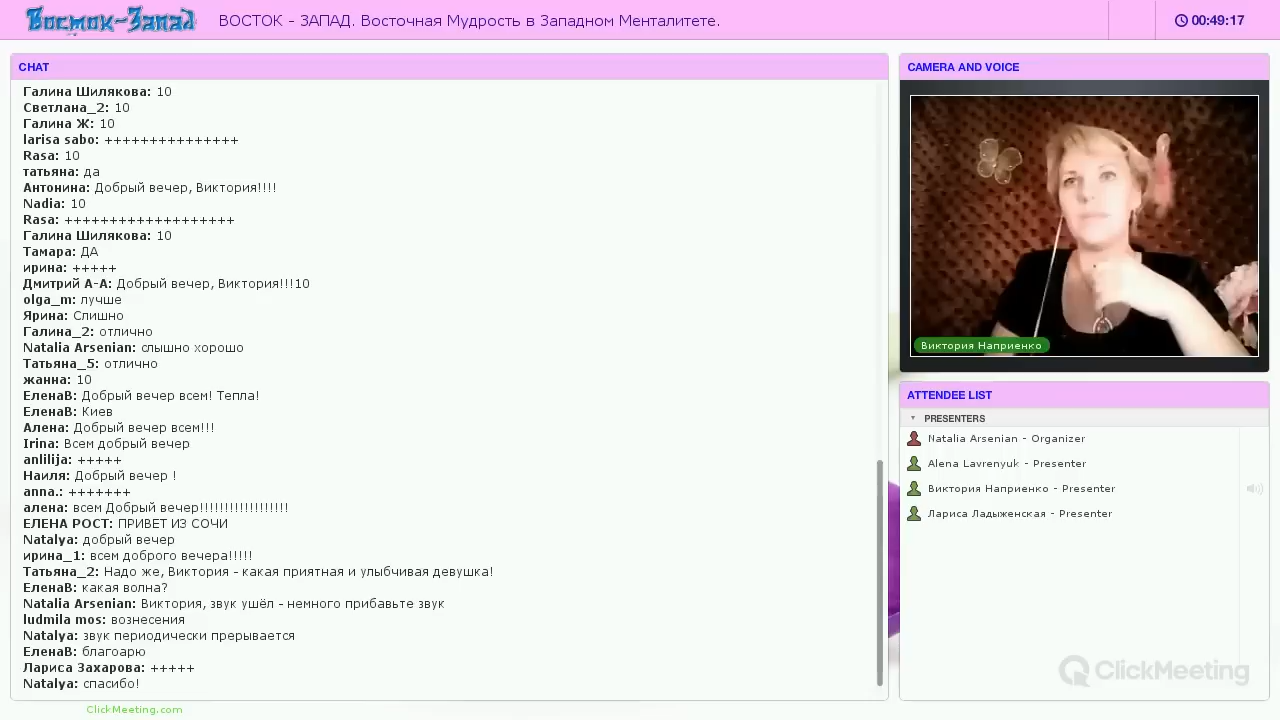 Восток-Запад
ВОСТОК - ЗАПАД. Восточная Мудрость в Западном Менталитете.
00:49:17
CHAT
Галина Шилякова: 10
Светлана_2: 10
Галина Ж: 10
larisa sabo: +++++++++++++++
Rasa: 10
татьяна: да
Антонина: Добрый вечер, Виктория!!!!
Nadia: 10
Rasa: +++++++++++++++++++
Галина Шилякова: 10
Тамара: ДА
ирина: +++++
Дмитрий А-А: Добрый вечер, Виктория!!!10
olga_m: лучше
Ярина: Слишно
Галина_2: отлично
Natalia Arsenian: слышно хорошо
Татьяна_5: отлично
жанна: 10
ЕленаВ: Добрый вечер всем! Тепла!
ЕленаВ: Киев
Алена: Добрый вечер всем!!!
Irina: Всем добрый вечер
anlilija: +++++
Наиля: Добрый вечер !
anna.: +++++++
алена: всем Добрый вечер!!!!!!!!!!!!!!!!!!!
ЕЛЕНА РОСТ: ПРИВЕТ ИЗ СОЧИ
Natalya: добрый вечер
ирина_1: всем доброго вечера!!!!!
Татьяна_2: Надо же, Виктория - какая приятная и улыбчивая девушка!
ЕленаВ: какая волна?
Natalia Arsenian: Виктория, звук ушёл - немного прибавьте звук
ludmila mos: вознесения
Natalya: звук периодически прерывается
ЕленаВ: благоарю
Лариса Захарова: +++++
Natalya: спасибо!
ClickMeeting.com
CAMERA AND VOICE
Виктория Наприенко
ATTENDEE LIST
PRESENTERS
Natalia Arsenian - Organizer
Alena Lavrenyuk - Presenter
Виктория Наприенко - Presenter
Лариса Ладыженская - Presenter
ClickMeeting